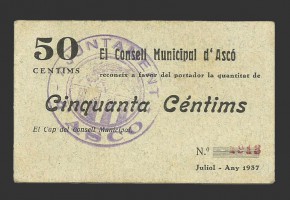 50
CENTIMS
El Consell Municipal d'Ascó
reconeix a favor del portador la quantitat de
Cinquanta Céntims
El Cap del consell Municipal,
AJUNTAMENT
ASCÓ
N.º
Juliol - Any 1937